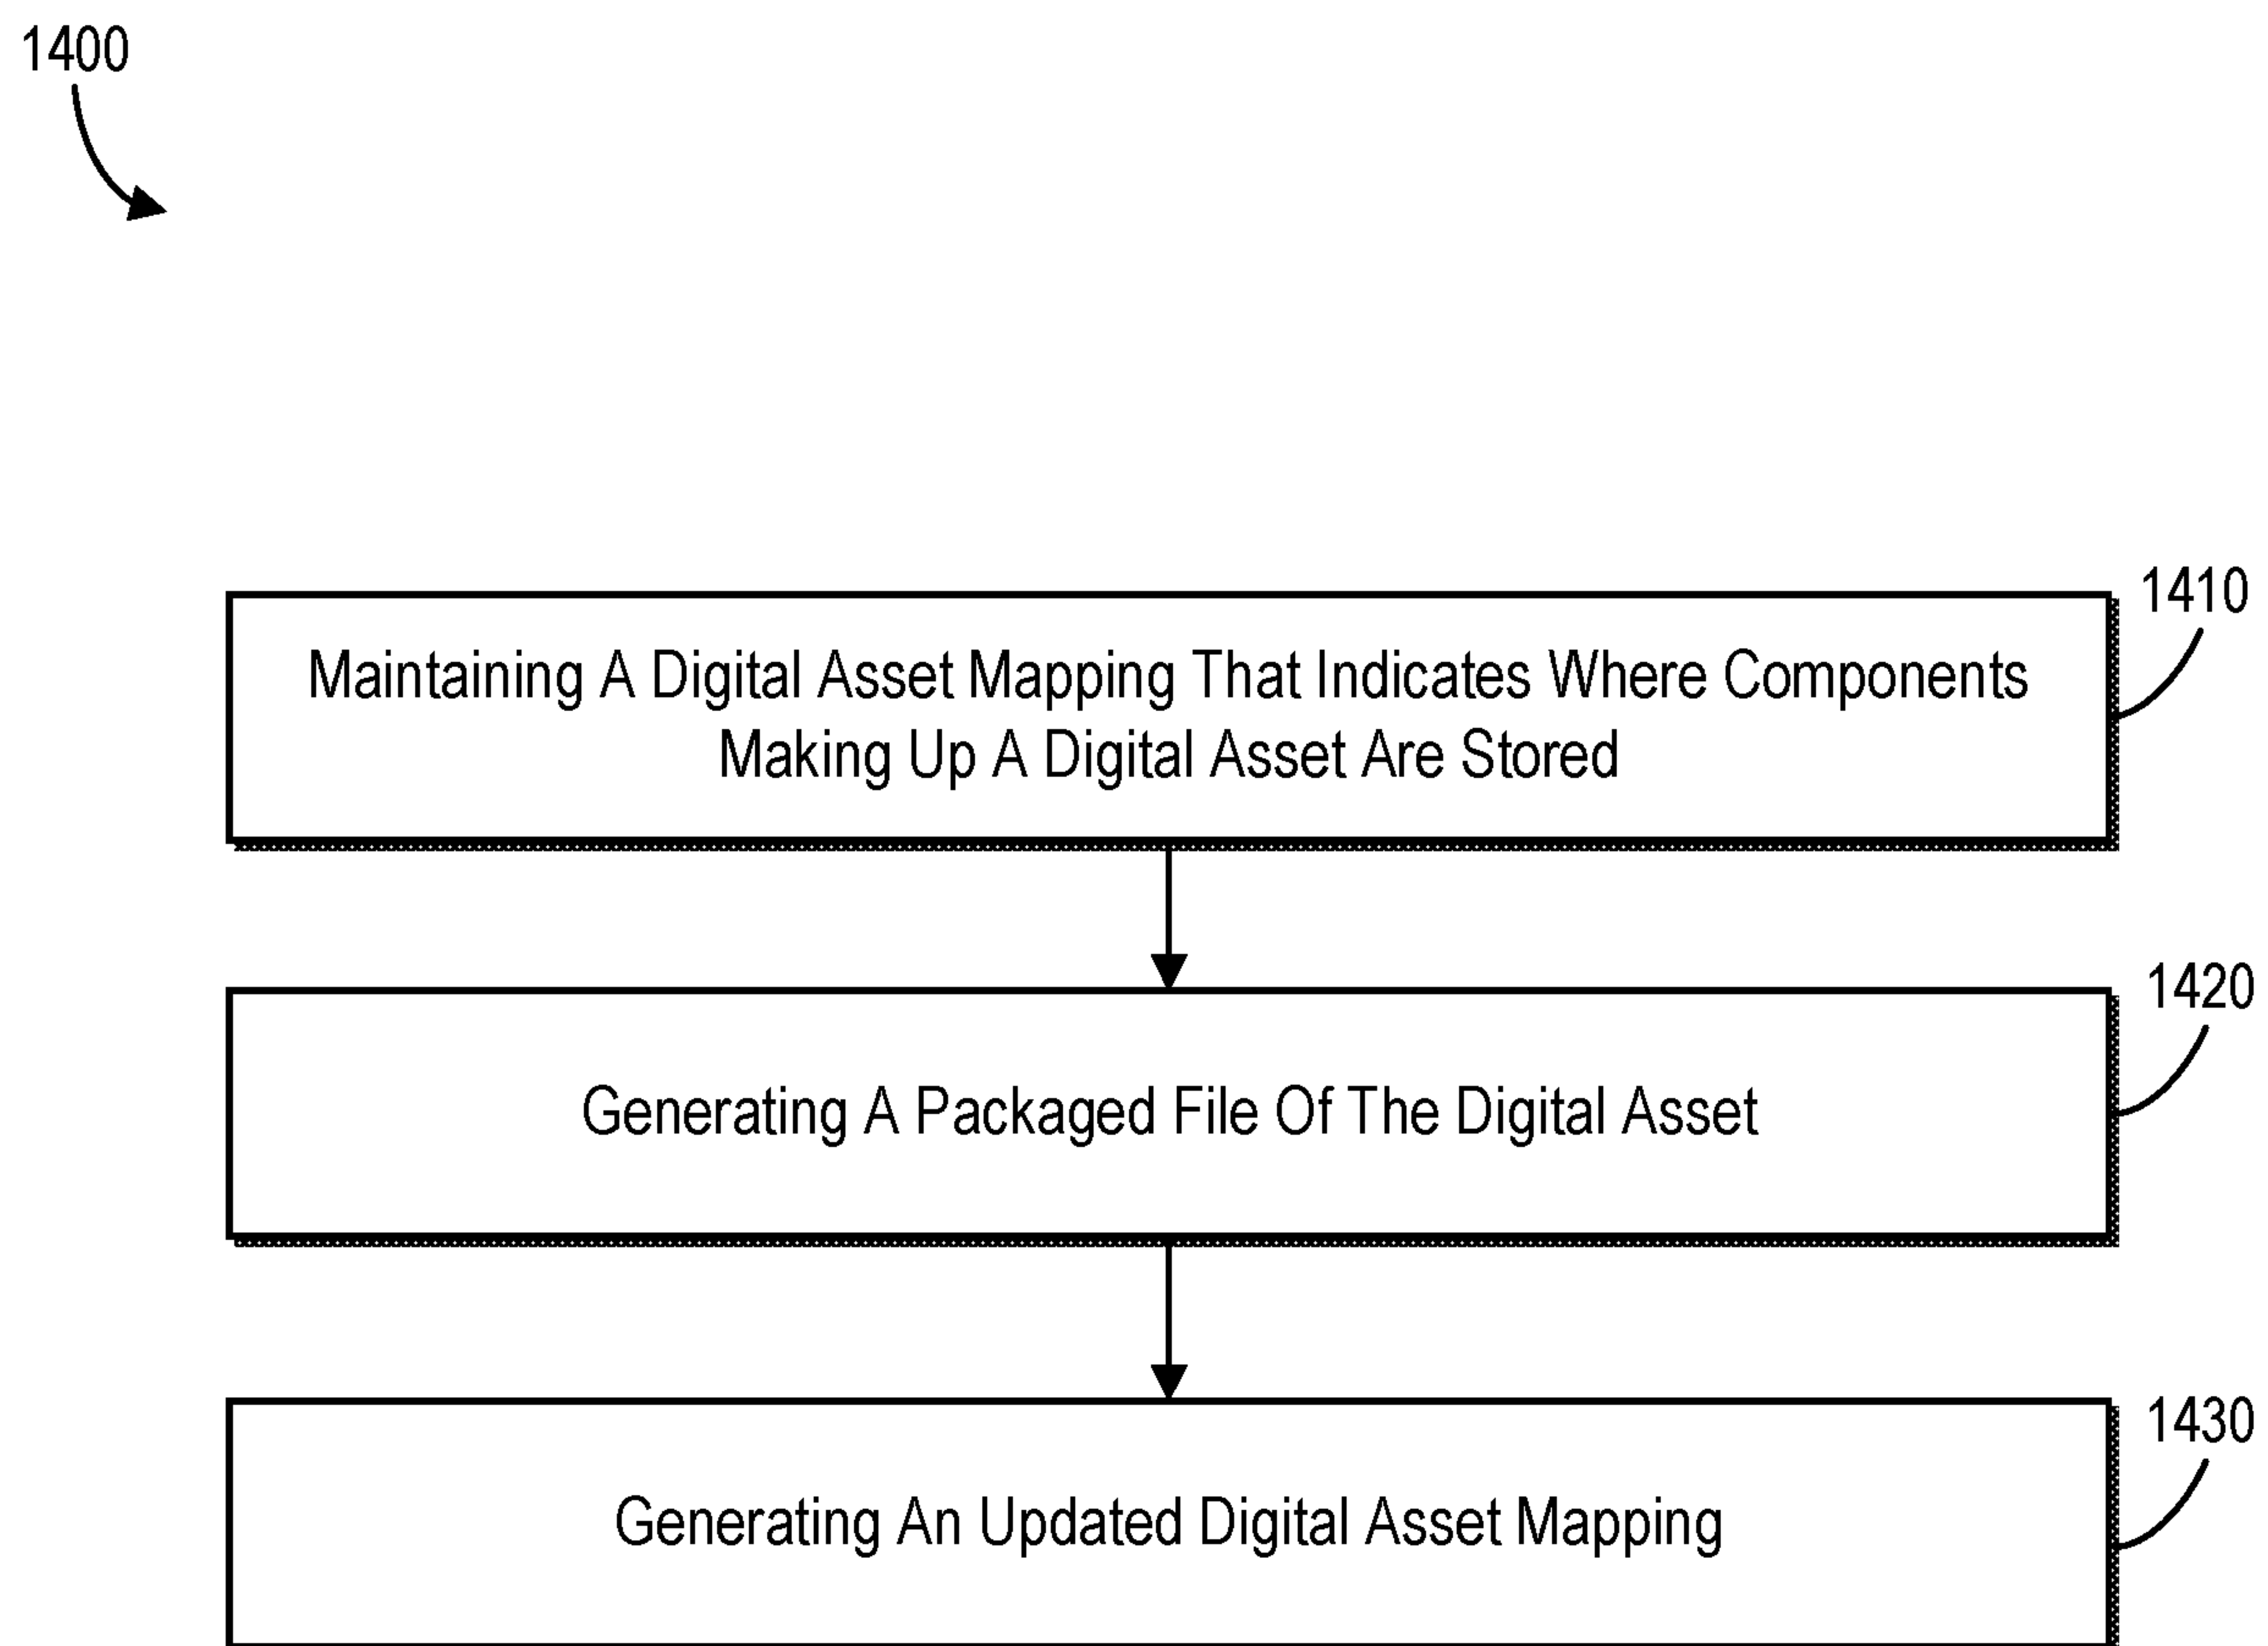 1400
1410
Maintaining A Digital Asset Mapping That Indicates Where Components
Making Up A Digital Asset Are Stored
1420
Generating A Packaged File Of The Digital Asset
1430
Generating An Updated Digital Asset Mapping